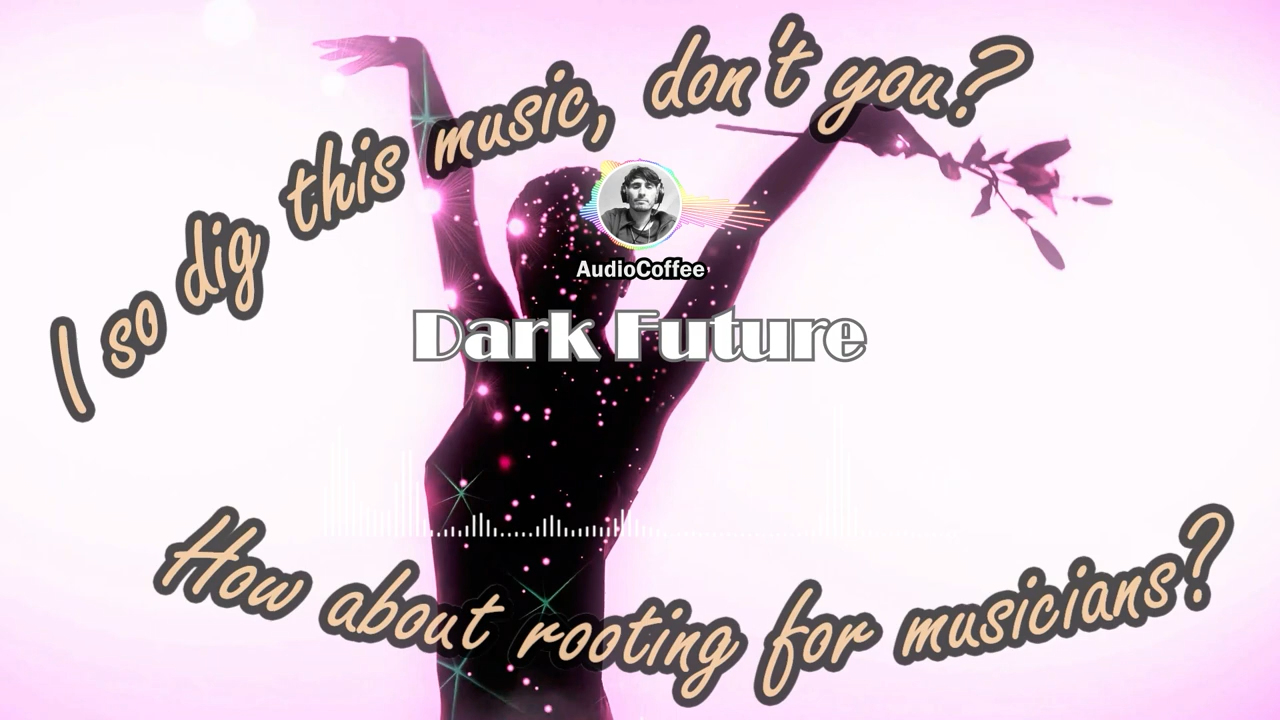 I so dig this music, don't you?
AudioCoffee
Dark Future
How about rooting for musicians?